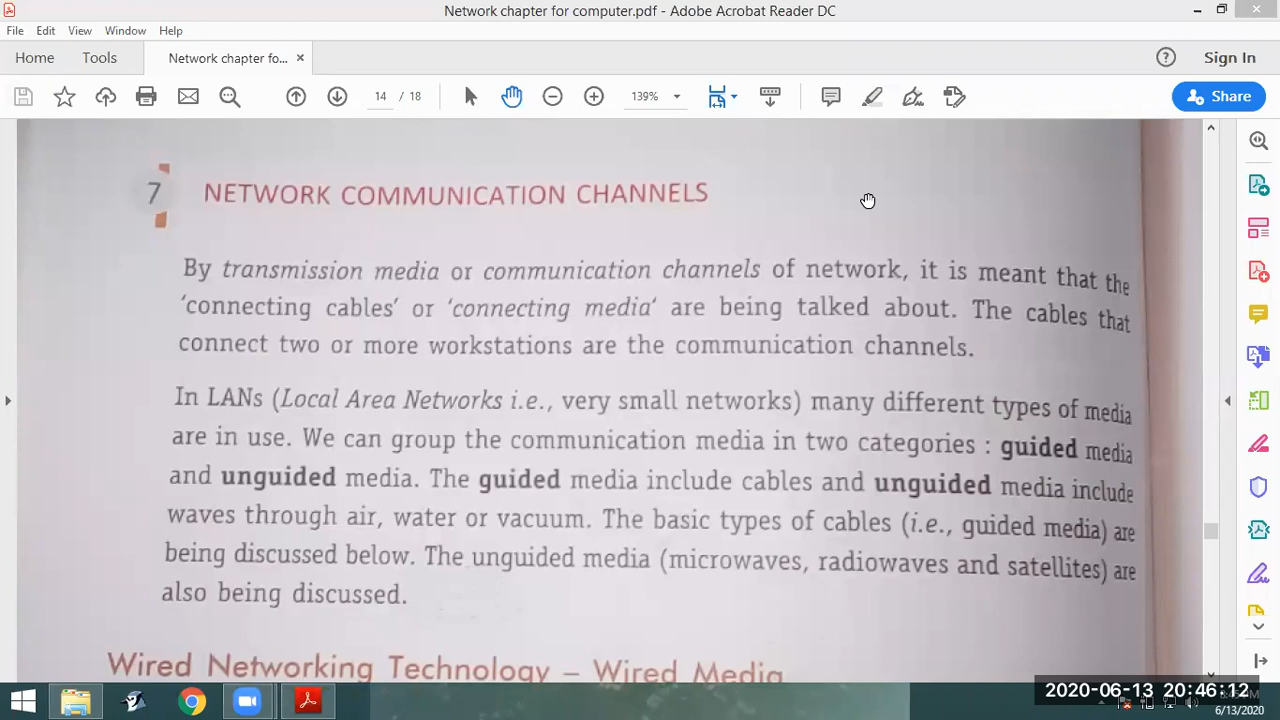 Network chapter for computer.pdf - Adobe Acrobat Reader DC
File Edit View Window Help
Home Tools Network chapter fo... × Sign In
14 / 18 139% Share
7 NETWORK COMMUNICATION CHANNELS
By transmission media or communication channels of network, it is meant that the
'connecting cables' or 'connecting media' are being talked about. The cables that
connect two or more workstations are the communication channels.
In LANs (Local Area Networks i.e., very small networks) many different types of media
are in use. We can group the communication media in two categories : guided media
and unguided media. The guided media include cables and unguided media include
waves through air, water or vacuum. The basic types of cables (i.e., guided media) are
being discussed below. The unguided media (microwaves, radiowaves and satellites) are
also being discussed.
Wired Networking Technology – Wired Media
2020-06-13 20:46:12
6/13/2020